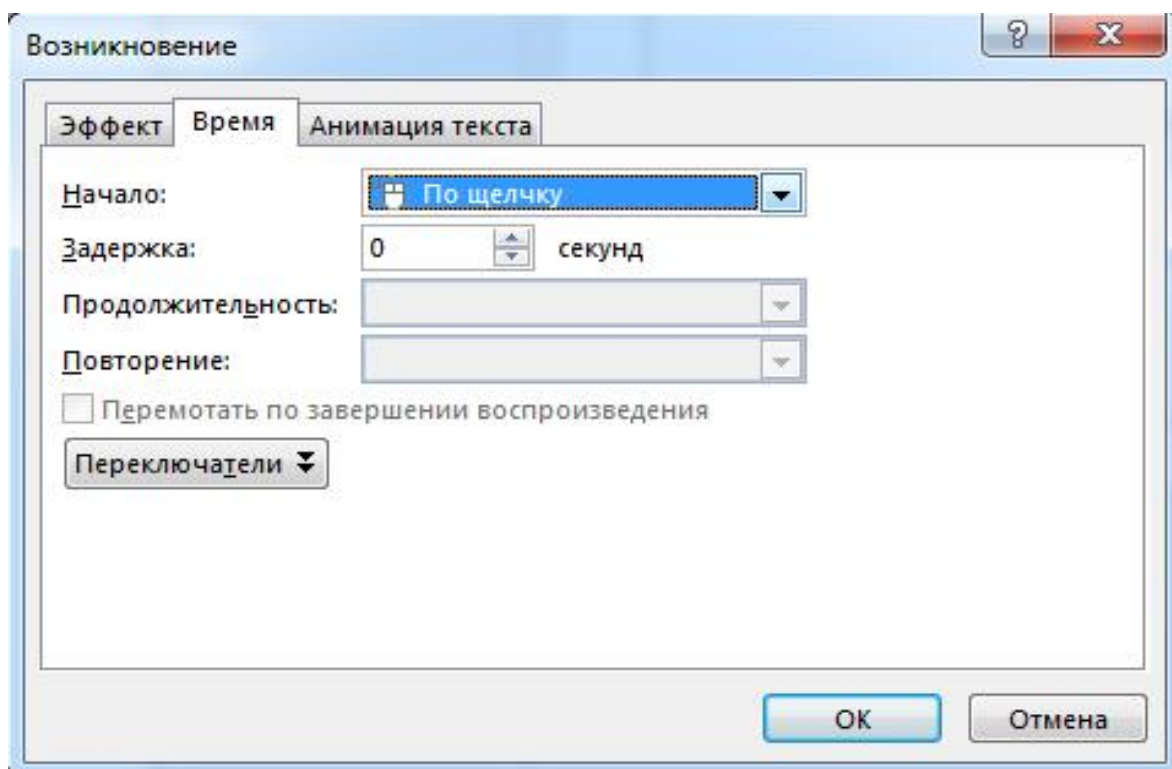 Возникновение
Эффект Время Анимация текста
Начало: По щелчку
Задержка: 0 секунд
Продолжительность:
Повторение:
Перемотать по завершении воспроизведения
Переключатели
ОК Отмена